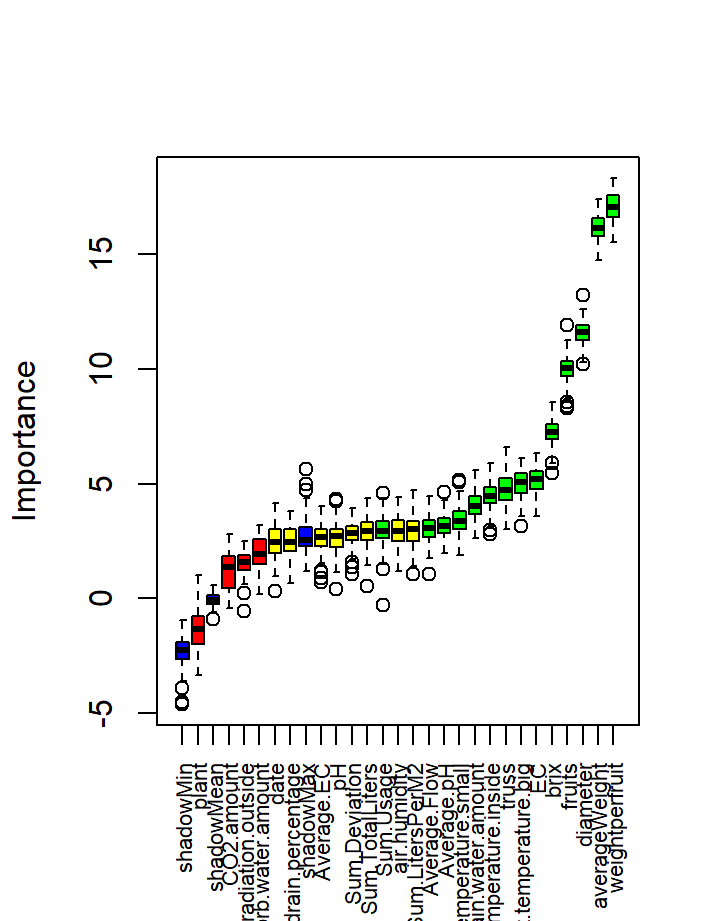 Importance
15
10
5
0
-5
shadowMin
plant
shadowMean
CO2.amount
radiation.outside
orb.water.amount
date
drain.percentage
shadowMax
Average.EC
pH
Sum.Deviation
Sum.TotalLiters
Sum.Usage
air.humidity
Sum.LitersPerM2
Average.Flow
Average.pH
emperature.small
ain.water.amount
mperature.inside
truss
.temperature.big
EC
brix
fruits
diameter
averageWeight
weightperfruit